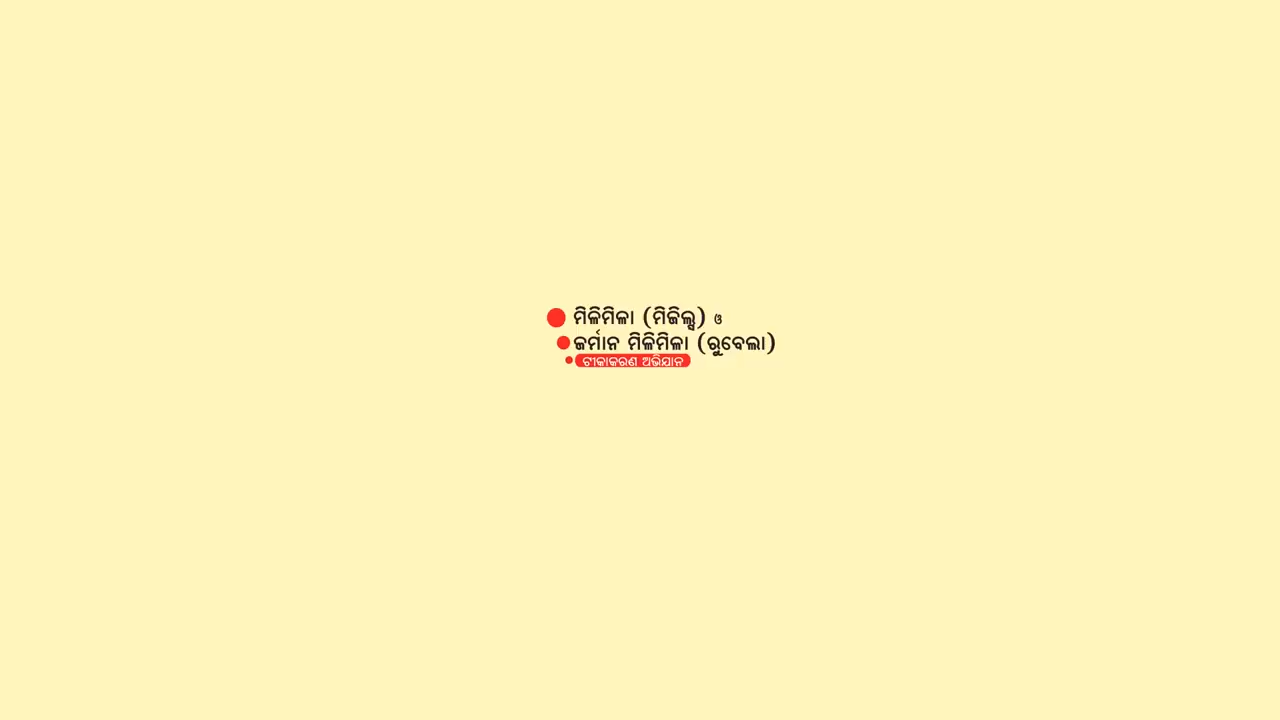 ମିଳିମିଳା (ମିଜିଲ୍ସ) ଓ
ଜର୍ମାନ ମିଳିମିଳା (ରୁବେଲା)
ଟୀକାକରଣ ଅଭିଯାନ